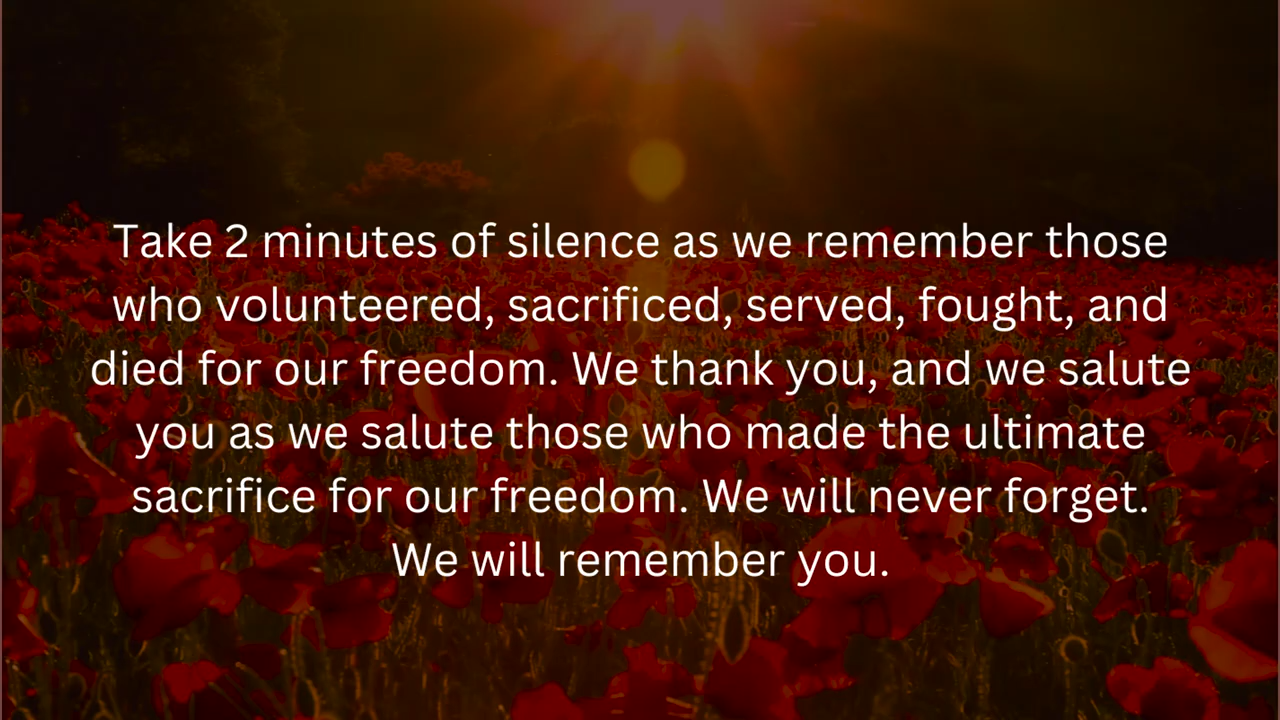 Take 2 minutes of silence as we remember those
who volunteered, sacrificed, served, fought, and
died for our freedom. We thank you, and we salute
you as we salute those who made the ultimate
sacrifice for our freedom. We will never forget.
We will remember you.